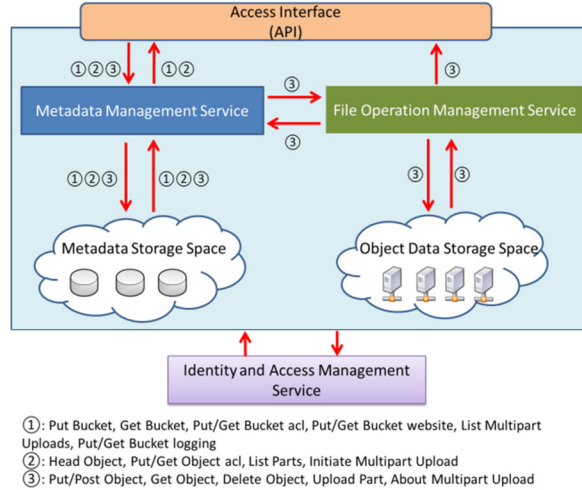 Access Interface
(API)
①②③
①②
③
③
Metadata Management Service
File Operation Management Service
③
①②③
①②③
③
③
Metadata Storage Space
Object Data Storage Space
Identity and Access Management
Service
①: Put Bucket, Get Bucket, Put/Get Bucket acl, Put/Get Bucket website, List Multipart
Uploads, Put/Get Bucket logging
②: Head Object, Put/Get Object acl, List Parts, Initiate Multipart Upload
③: Put/Post Object, Get Object, Delete Object, Upload Part, About Multipart Upload